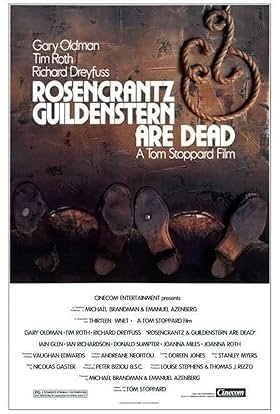 Gary Oldman
Tim Roth
Richard Dreyfuss
ROSENCRANTZ
GUILDENSTERN
ARE DEAD
A Tom Stoppard Film
CINECOM ENTERTAINMENT presents
MICHAEL BRANDMAN & EMANUEL AZENBERG
THIRTEEN WNET A TOM STOPPARD Film
GARY OLDMAN · TIM ROTH · RICHARD DREYFUSS "ROSENCRANTZ & GUILDENSTERN ARE DEAD"
IAIN GLEN · IAN RICHARDSON · DONALD SUMPTER · JOANNA MILES · JOANNA ROTH
VAUGHAN EDWARDS ANDREANE NEOFITOU DOREEN JONES STANLEY MYERS
NICOLAS GASTER PETER BIZIOU B.S.C. LOUISE STEPHENS & THOMAS J. RIZZO
MICHAEL BRANDMAN & EMANUEL AZENBERG
TOM STOPPARD
PG
Cinecom